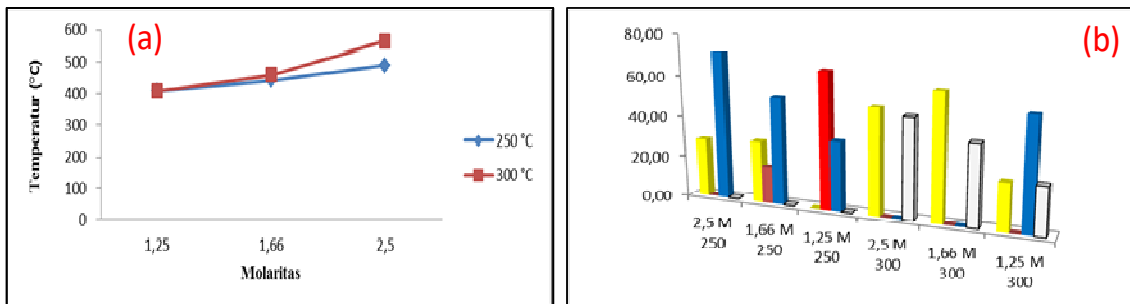 (a)
600
500
400
300
200
100
0
Temperatur (°C)
1,25
1,66
2,5
Molaritas
250 °C
300 °C
(b)
80,00
60,00
40,00
20,00
0,00
2,5 M
250
1,66 M
250
1,25 M
250
2,5 M
300
1,66 M
300
1,25 M
300